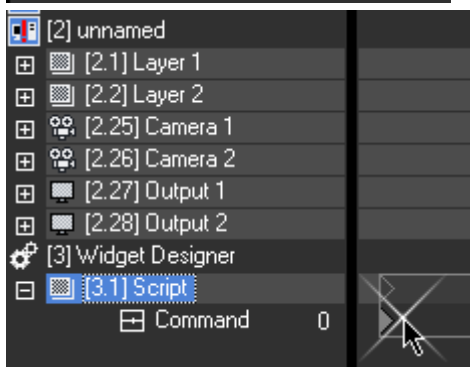 [2] unnamed
[2.1] Layer 1
[2.2] Layer 2
[2.25] Camera 1
[2.26] Camera 2
[2.27] Output 1
[2.28] Output 2
[3] Widget Designer
[3.1] Script
Command 0